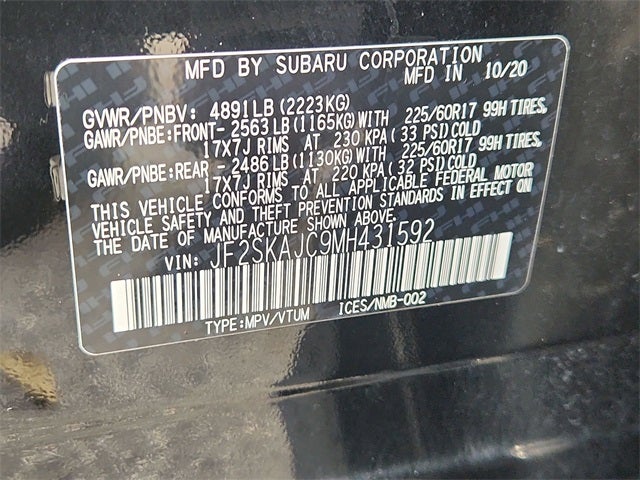 MFD BY SUBARU CORPORATION
MFD IN 10/20
GVWR/PNBV: 4891LB(2223KG)
GAWR/PNBE:FRONT- 2563LB(1165KG)WITH 225/60R17 99H TIRES,
17X7J RIMS AT 230 KPA(33 PSI)COLD
GAWR/PNBE:REAR - 2486LB(1130KG)WITH 225/60R17 99H TIRES,
17X7J RIMS AT 220 KPA(32 PSI)COLD
THIS VEHICLE CONFORMS TO ALL APPLICABLE FEDERAL MOTOR
VEHICLE SAFETY AND THEFT PREVENTION STANDARDS IN EFFECT ON
THE DATE OF MANUFACTURE SHOWN ABOVE.
VIN: JF2SKAJC9MH431592
TYPE:MPV/VTUM ICES/NMB-002